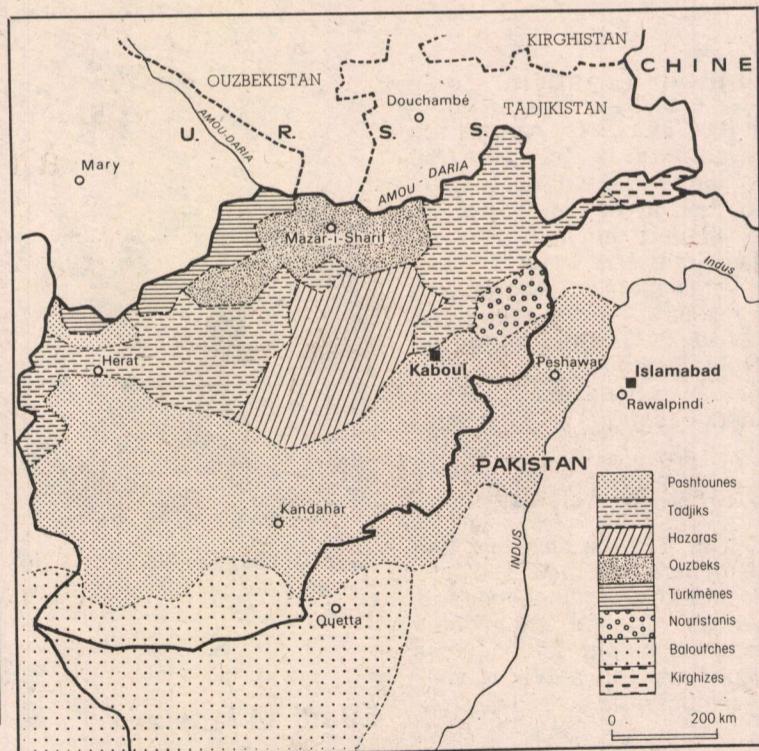 KIRGHISTAN
CHINE
OUZBEKISTAN
Douchambé
TADJIKISTAN
AMOU-DARIA
U. R. S. S.
Mary
AMOU - DARIA
Mazar-i-Sharif
Indus
Hérat
Kaboul
Peshawar
Islamabad
Rawalpindi
PAKISTAN
Kandahar
INDUS
Quetta
Pashtounes
Tadjiks
Hazaras
Ouzbeks
Turkmènes
Nouristanis
Baloutches
Kirghizes
0 200 km